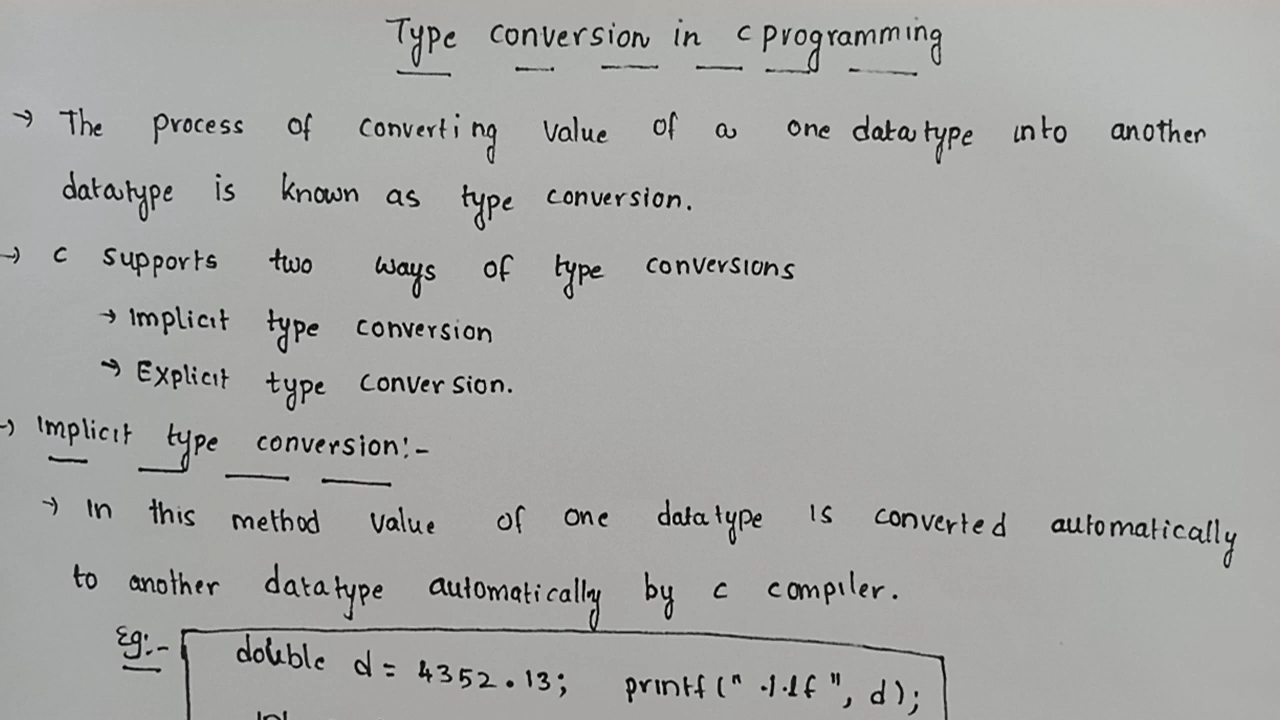 Type conversion in c programming
→ The process of converting value of a one datatype into another
datatype is known as type conversion.
→ c supports two ways of type conversions
→ Implicit type conversion
→ Explicit type conversion.
→ Implicit type conversion:-
→ In this method value of one datatype is converted automatically
to another datatype automatically by c compiler.
Eg:- double d = 4352.13; printf("%lf", d);